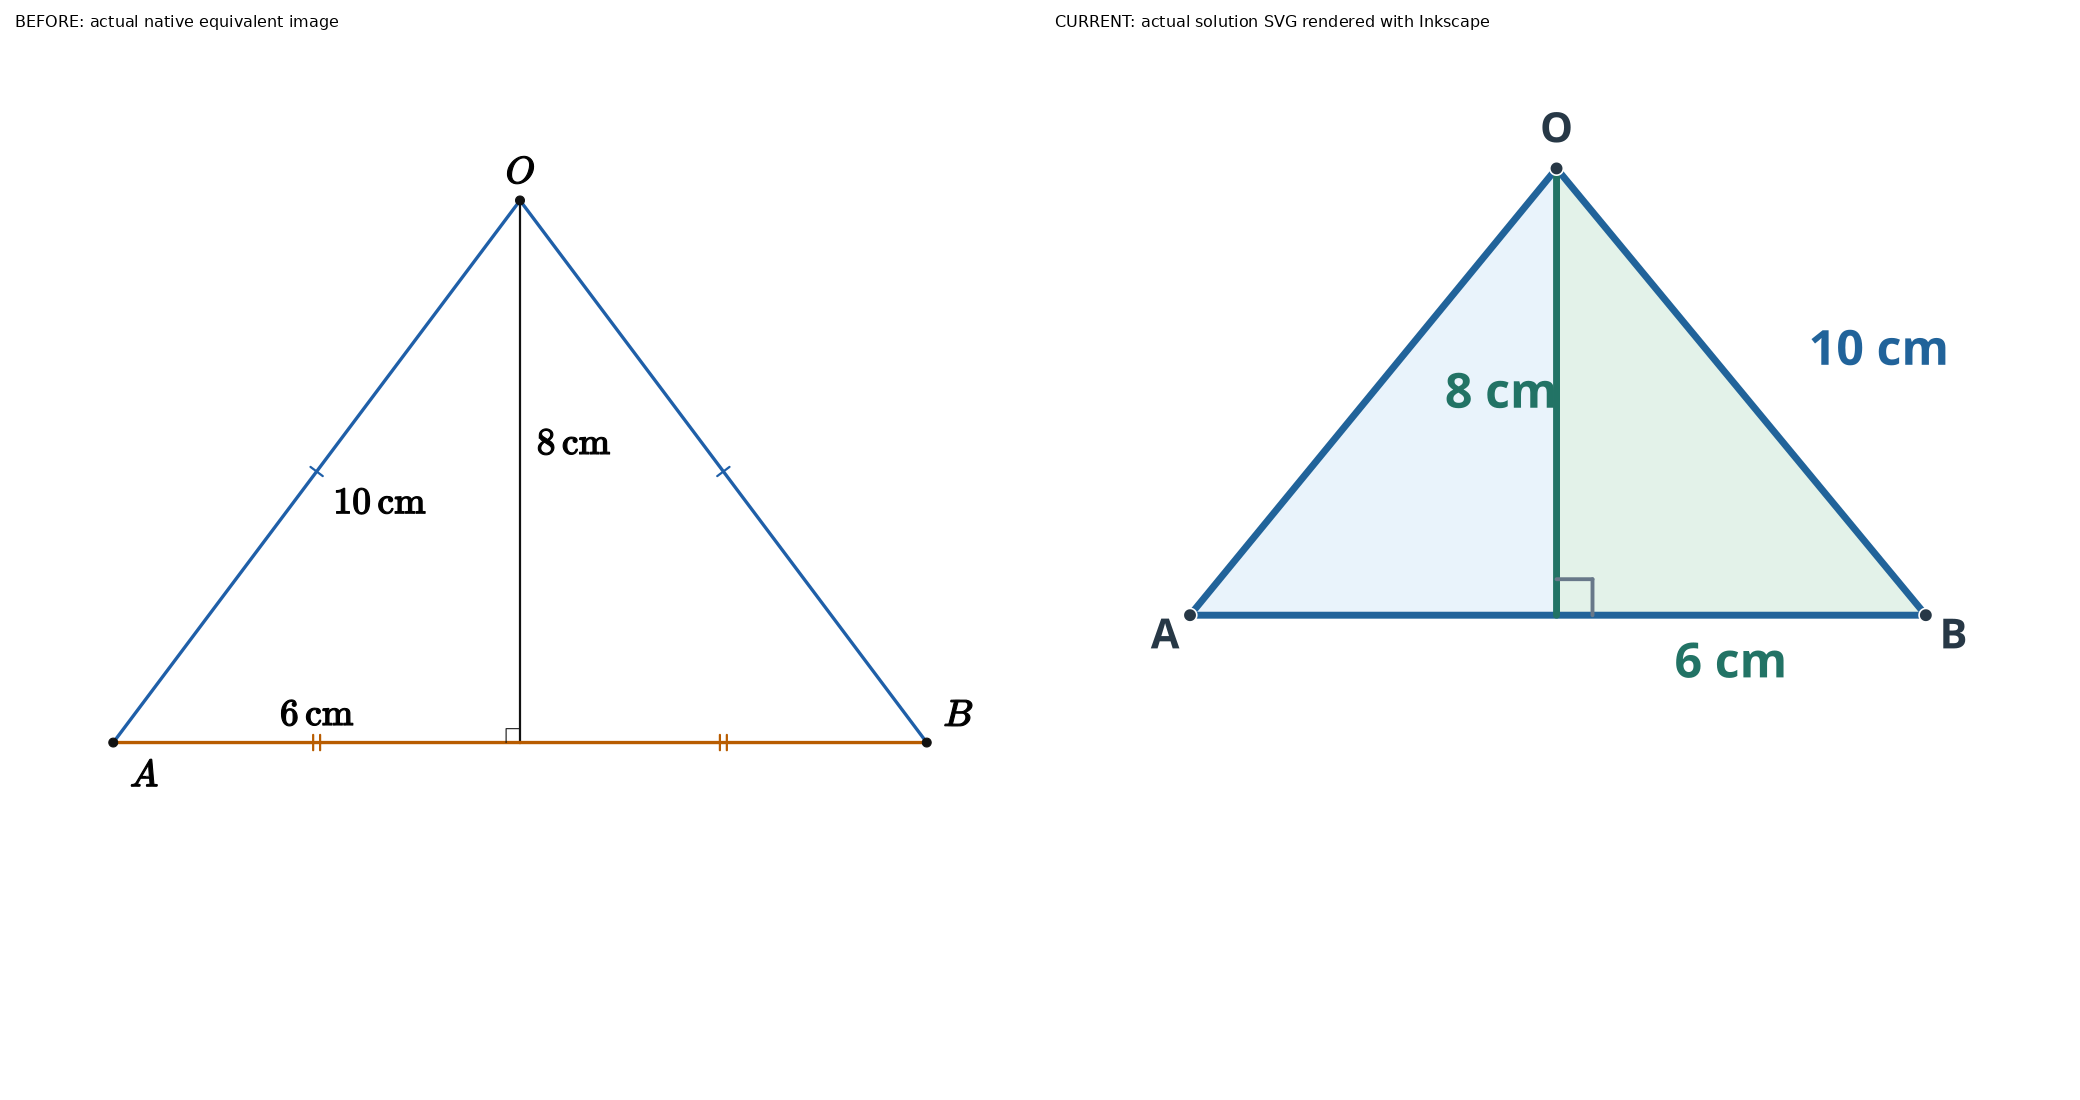 BEFORE: actual native equivalent image
O
8 cm
10 cm
6 cm
B
A
CURRENT: actual solution SVG rendered with Inkscape
O
10 cm
8 cm
A
B
6 cm